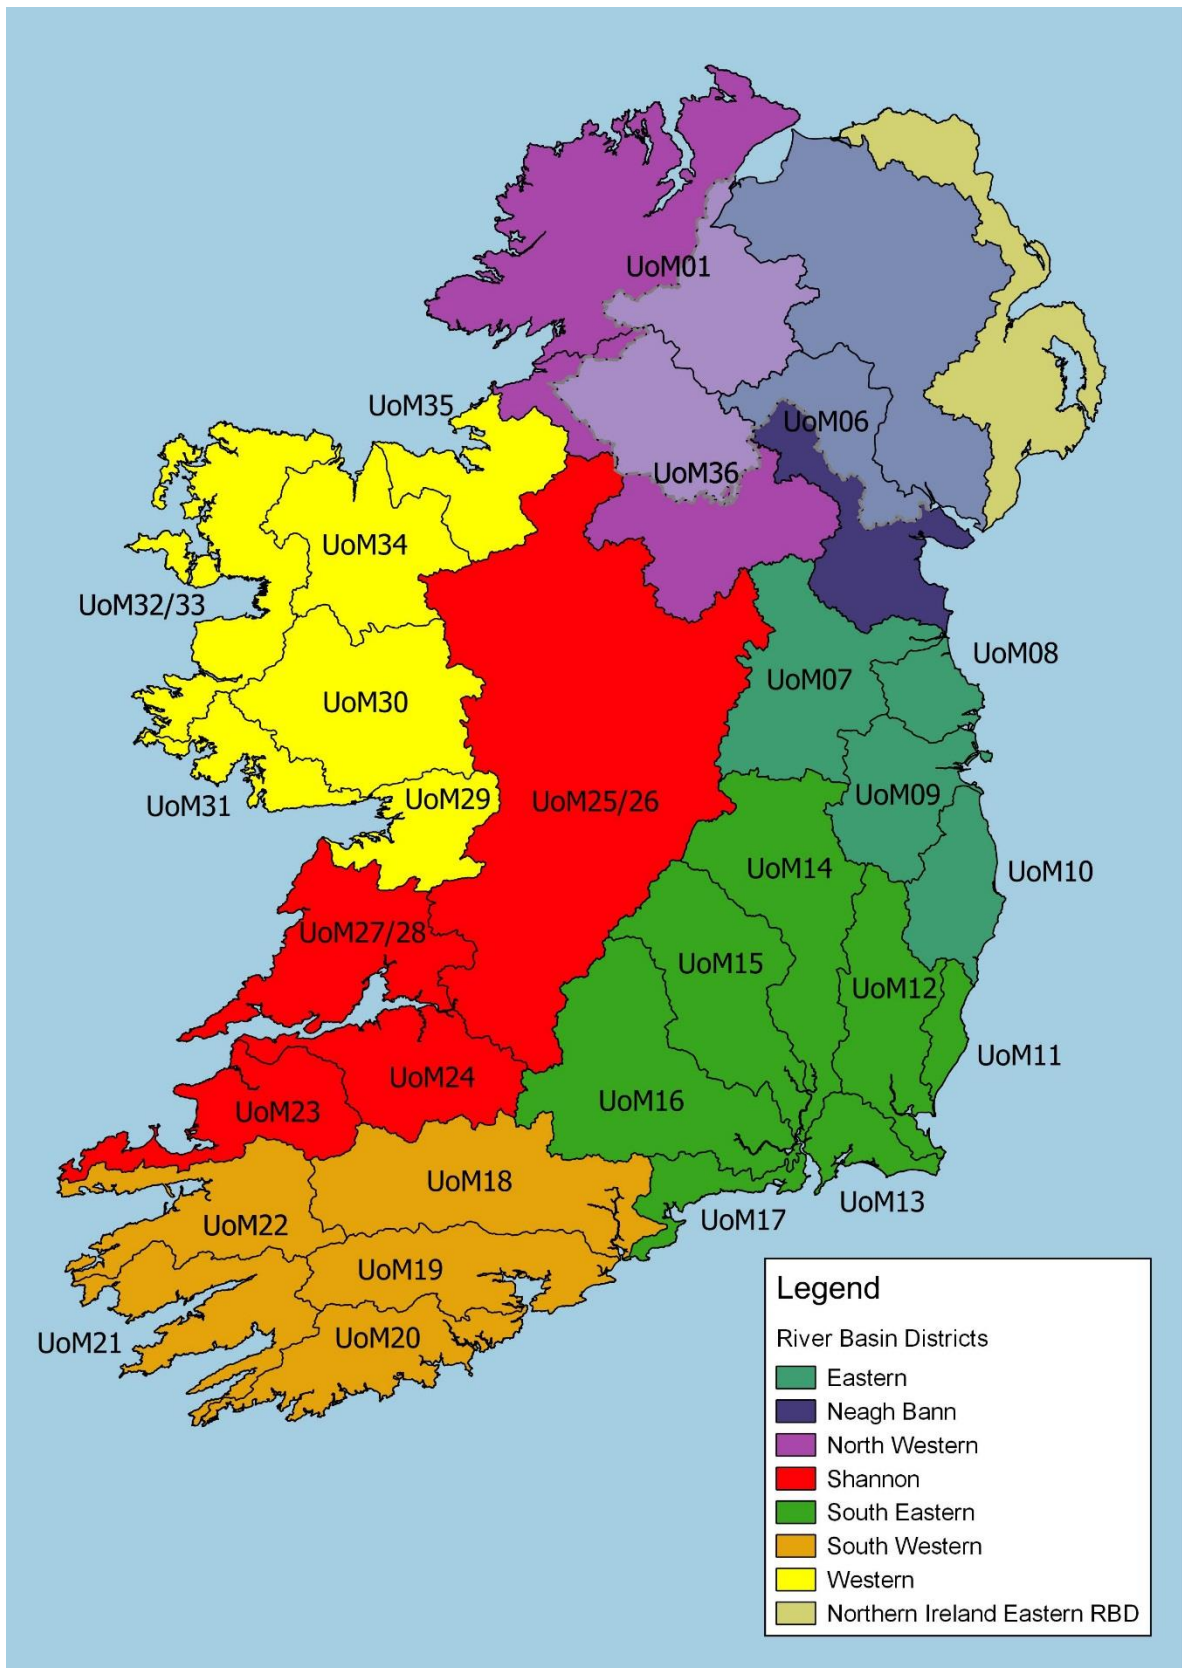 UoM01
UoM35
UoM06
UoM36
UoM34
UoM32/33
UoM08
UoM07
UoM30
UoM31
UoM29
UoM25/26
UoM09
UoM14
UoM10
UoM27/28
UoM15
UoM12
UoM11
UoM24
UoM23
UoM16
UoM18
UoM13
UoM17
UoM22
UoM19
UoM21
UoM20
Legend
River Basin Districts
Eastern
Neagh Bann
North Western
Shannon
South Eastern
South Western
Western
Northern Ireland Eastern RBD